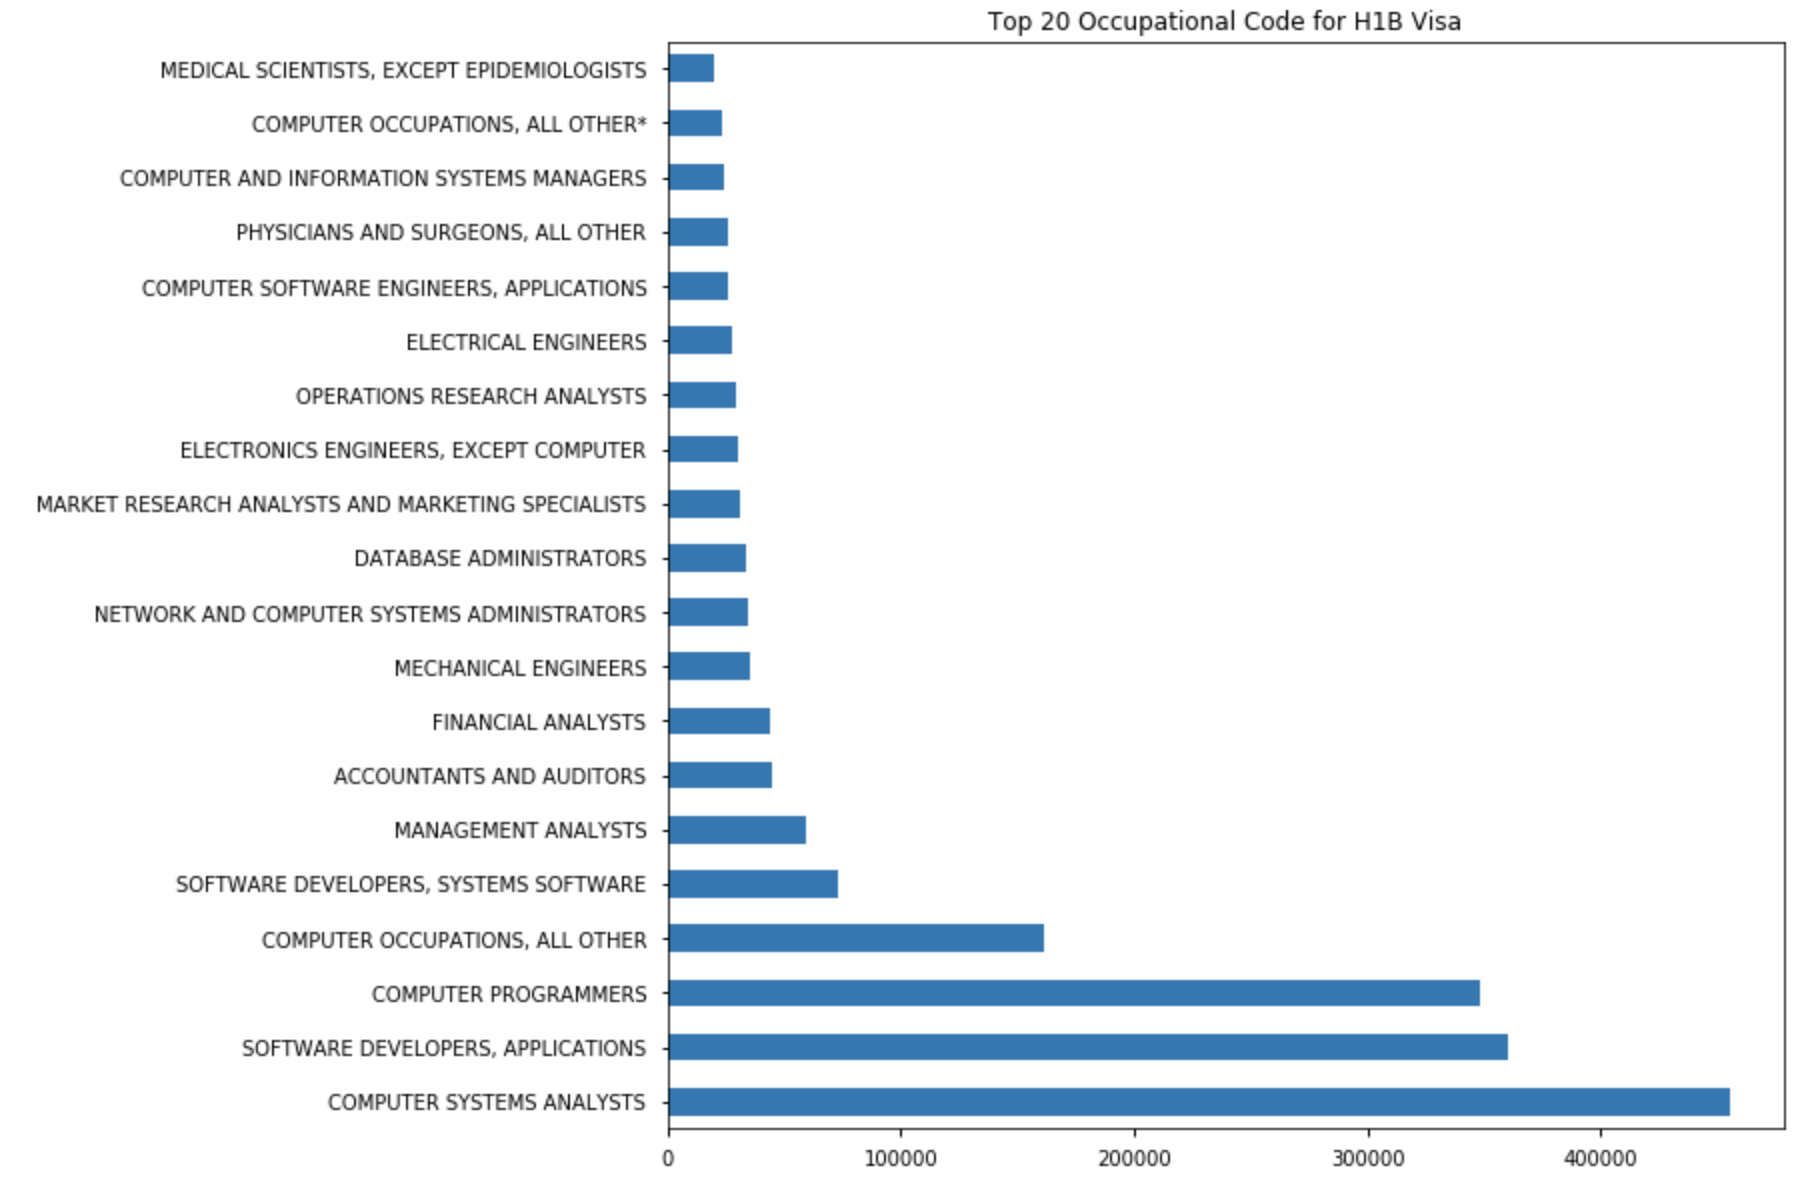 Top 20 Occupational Code for H1B Visa
MEDICAL SCIENTISTS, EXCEPT EPIDEMIOLOGISTS
COMPUTER OCCUPATIONS, ALL OTHER*
COMPUTER AND INFORMATION SYSTEMS MANAGERS
PHYSICIANS AND SURGEONS, ALL OTHER
COMPUTER SOFTWARE ENGINEERS, APPLICATIONS
ELECTRICAL ENGINEERS
OPERATIONS RESEARCH ANALYSTS
ELECTRONICS ENGINEERS, EXCEPT COMPUTER
MARKET RESEARCH ANALYSTS AND MARKETING SPECIALISTS
DATABASE ADMINISTRATORS
NETWORK AND COMPUTER SYSTEMS ADMINISTRATORS
MECHANICAL ENGINEERS
FINANCIAL ANALYSTS
ACCOUNTANTS AND AUDITORS
MANAGEMENT ANALYSTS
SOFTWARE DEVELOPERS, SYSTEMS SOFTWARE
COMPUTER OCCUPATIONS, ALL OTHER
COMPUTER PROGRAMMERS
SOFTWARE DEVELOPERS, APPLICATIONS
COMPUTER SYSTEMS ANALYSTS
0 100000 200000 300000 400000